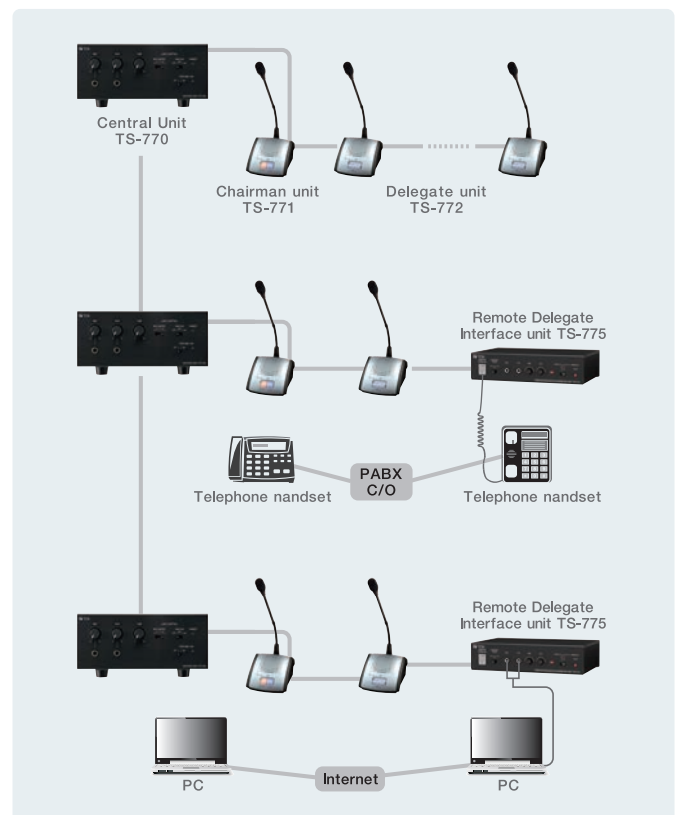 Central Unit
TS-770
Chairman unit
TS-771
Delegate unit
TS-772
Remote Delegate
Interface unit TS-775
Telephone nandset
PABX
C/O
Telephone nandset
Remote Delegate
Interface unit TS-775
PC
Internet
PC